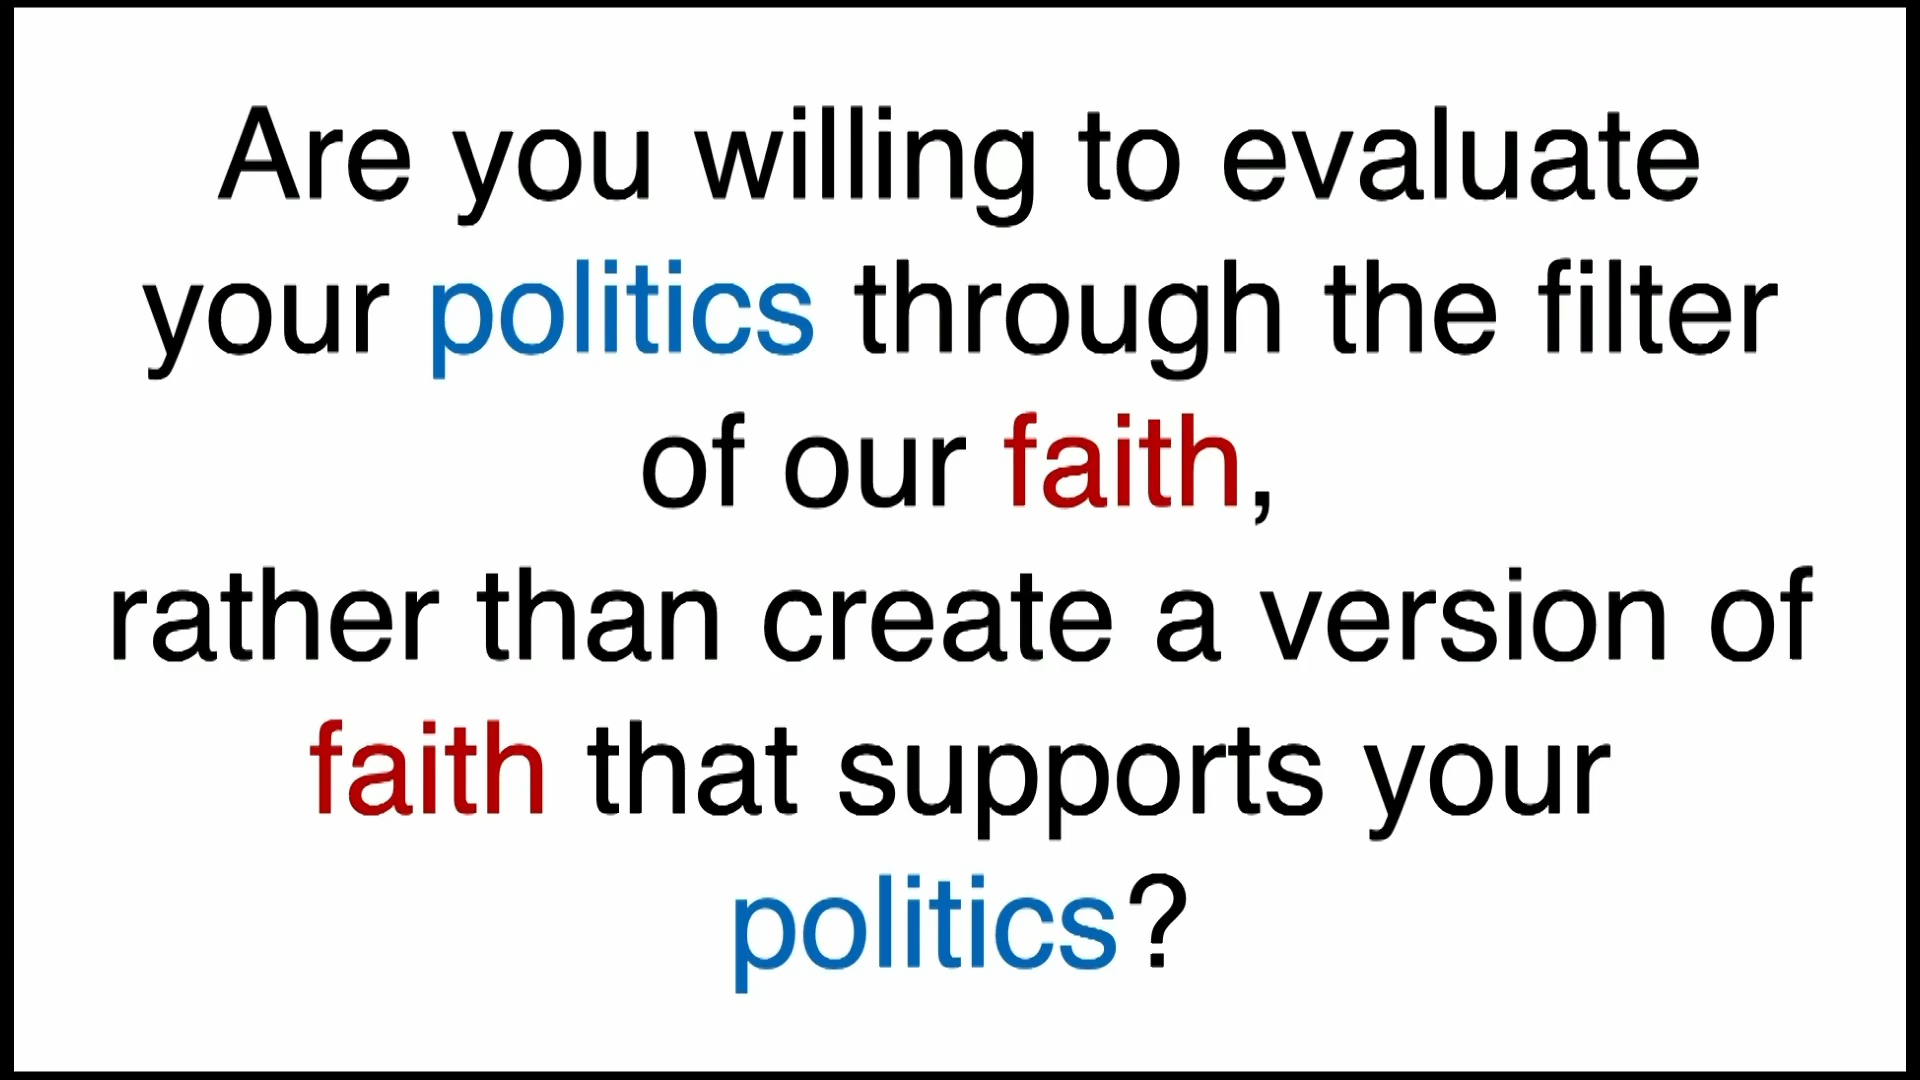 Are you willing to evaluate
your politics through the filter
of our faith,
rather than create a version of
faith that supports your
politics?